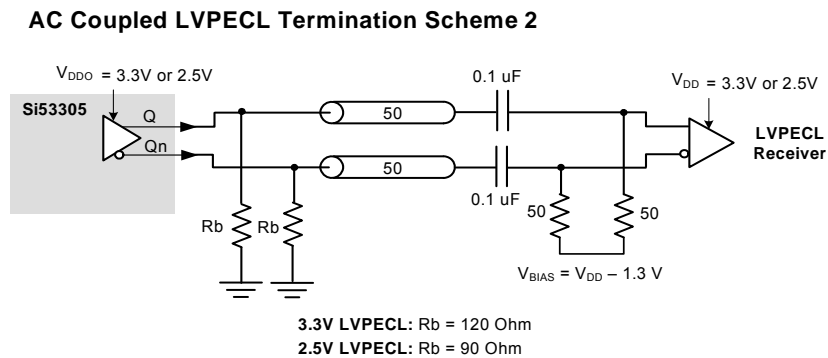 AC Coupled LVPECL Termination Scheme 2
VDDO = 3.3V or 2.5V
0.1 uF
VDD = 3.3V or 2.5V
Si53305
Q
50
LVPECL
Receiver
Qn
50
0.1 uF
Rb
Rb
50
50
VBIAS = VDD – 1.3 V
3.3V LVPECL: Rb = 120 Ohm
2.5V LVPECL: Rb = 90 Ohm